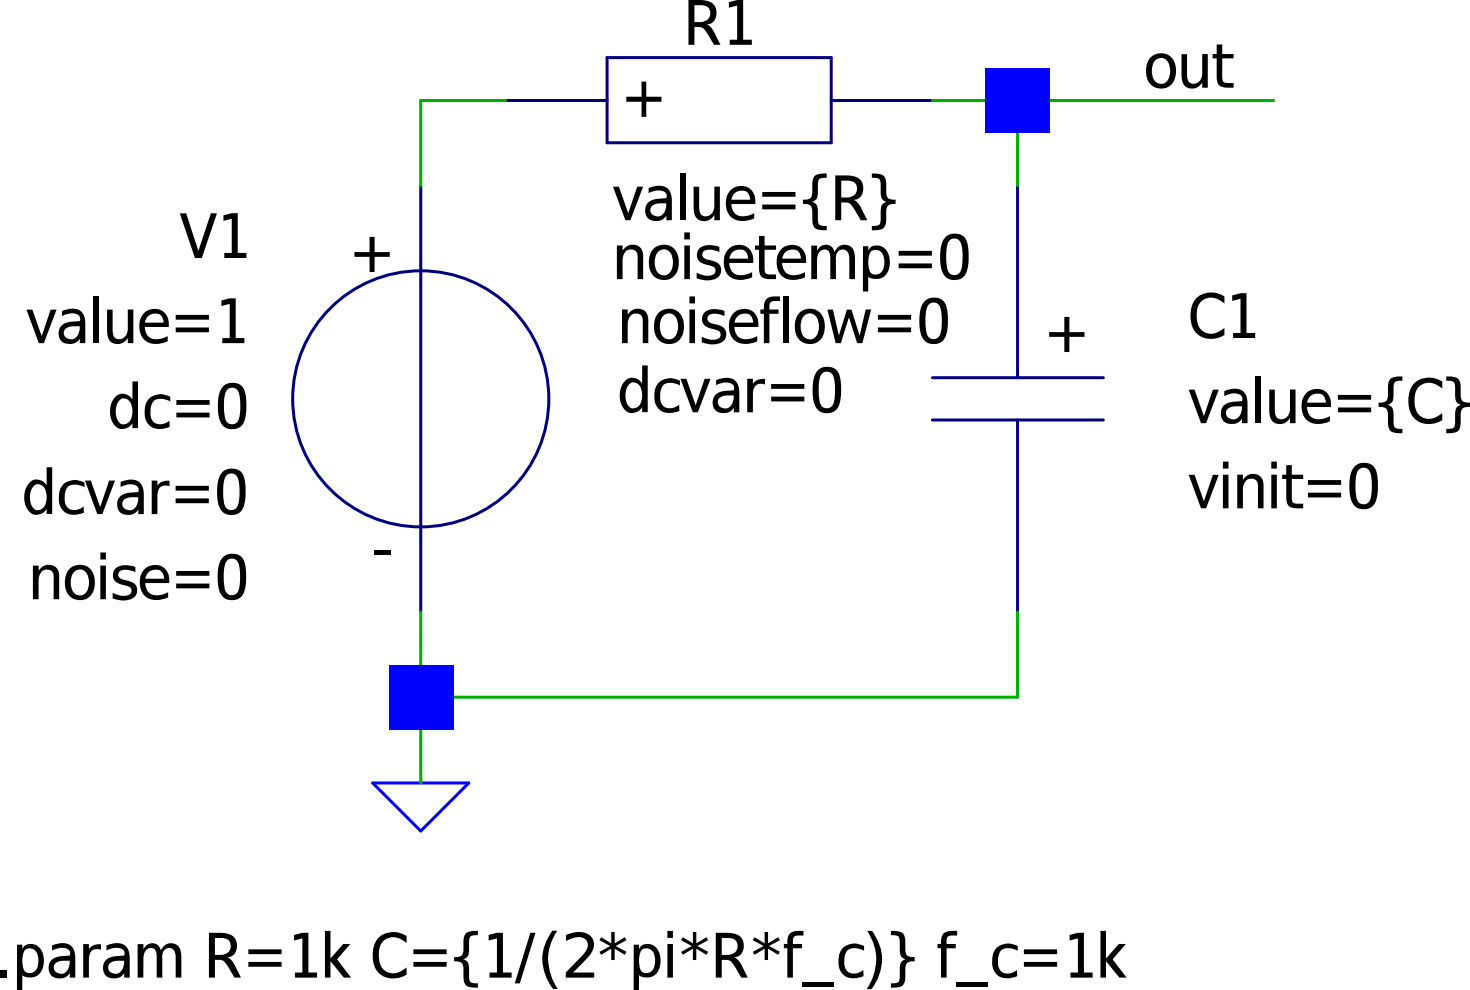 R1
+
out
value={R}
noisetemp=0
noiseflow=0
dcvar=0
V1
+
value=1
dc=0
dcvar=0
noise=0
-
C1
+
value={C}
vinit=0
.param R=1k C={1/(2*pi*R*f_c)} f_c=1k